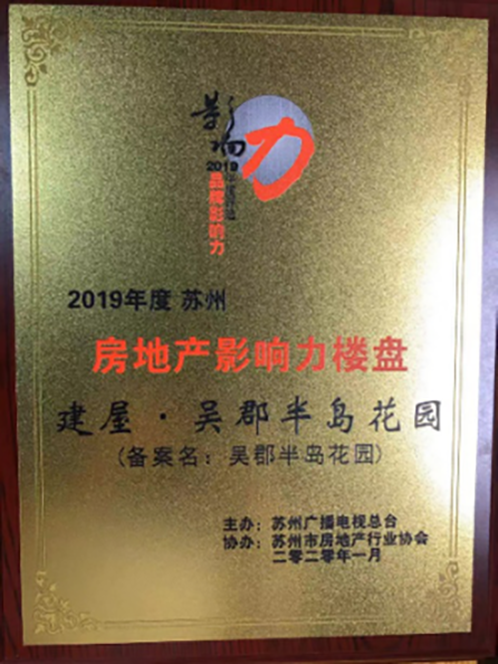 影响力
2019
品牌影响力
2019年度 苏州
房地产影响力楼盘
建屋·吴郡半岛花园
(备案名：吴郡半岛花园)
主办：苏州广播电视总台
协办：苏州市房地产行业协会
二零二零年一月